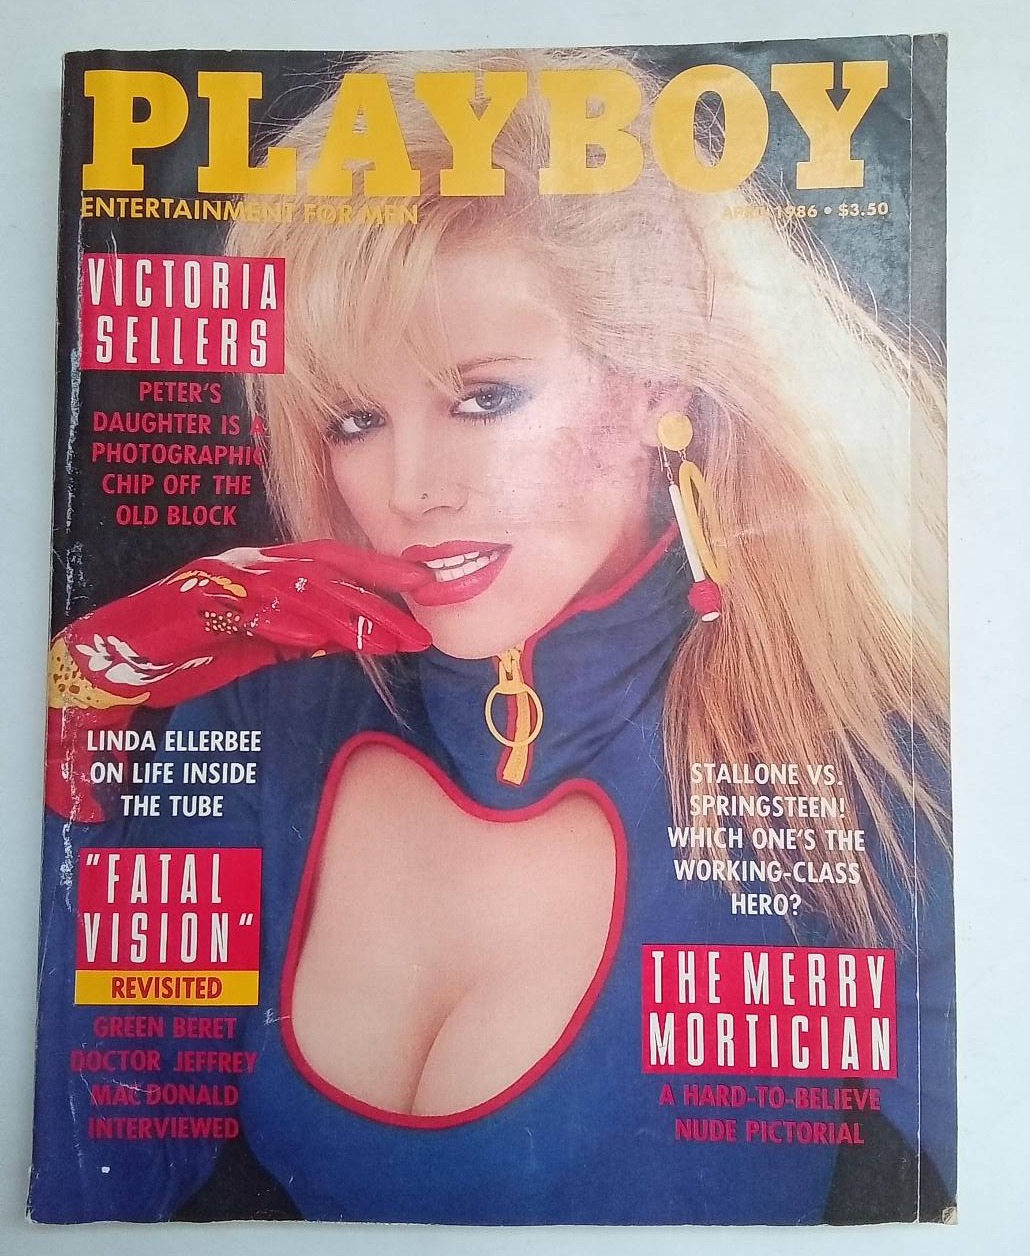 PLAYBOY
ENTERTAINMENT FOR MEN
APRIL 1986 • $3.50
VICTORIA
SELLERS
PETER'S
DAUGHTER IS A
PHOTOGRAPHIC
CHIP OFF THE
OLD BLOCK
LINDA ELLERBEE
ON LIFE INSIDE
THE TUBE
"FATAL
VISION"
REVISITED
GREEN BERET
DOCTOR JEFFREY
MAC DONALD
INTERVIEWED
STALLONE VS.
SPRINGSTEEN!
WHICH ONE'S THE
WORKING-CLASS
HERO?
THE MERRY
MORTICIAN
A HARD-TO-BELIEVE
NUDE PICTORIAL